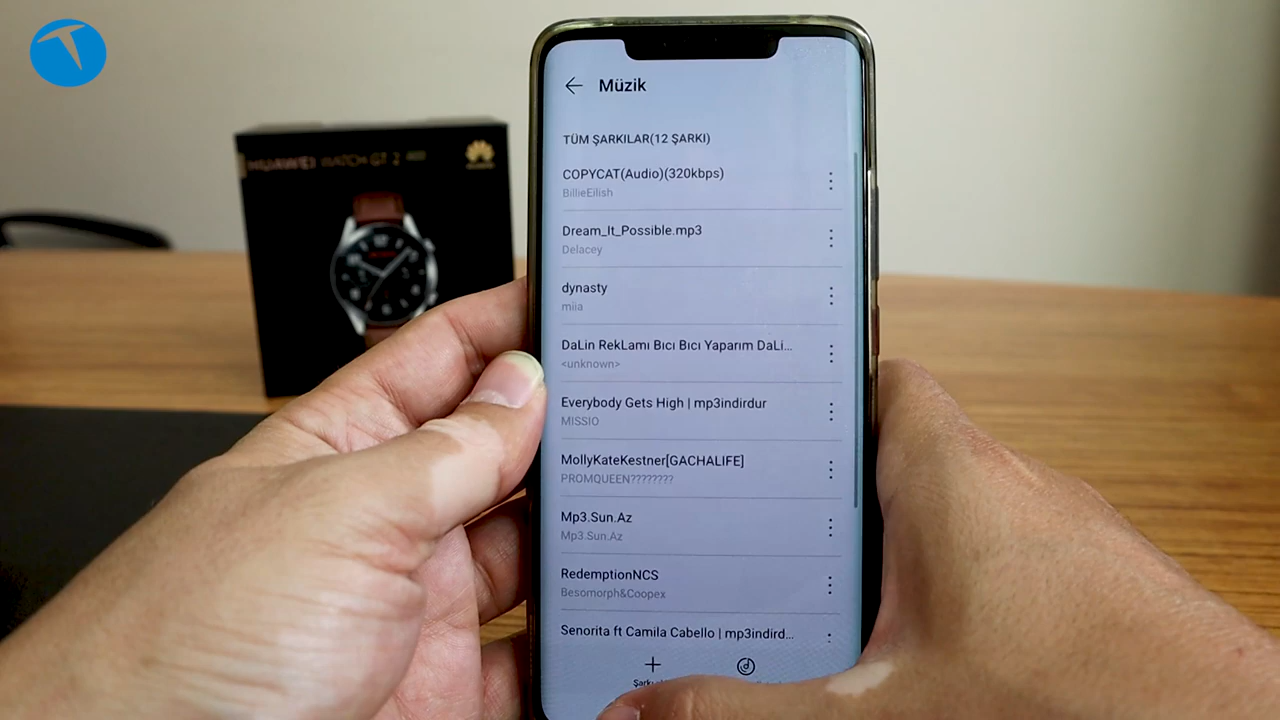 Müzik
TÜM ŞARKILAR(12 ŞARKI)
COPYCAT(Audio)(320kbps)
BillieEilish
Dream_It_Possible.mp3
Delacey
dynasty
miia
DaLin RekLamı Bıcı Bıcı Yaparım DaLi...
<unknown>
Everybody Gets High | mp3indirdur
MISSIO
MollyKateKestner[GACHALIFE]
PROMQUEEN????????
Mp3.Sun.Az
Mp3.Sun.Az
RedemptionNCS
Besomorph&Coopex
Senorita ft Camila Cabello | mp3indird...
HUAWEI WATCH GT 2